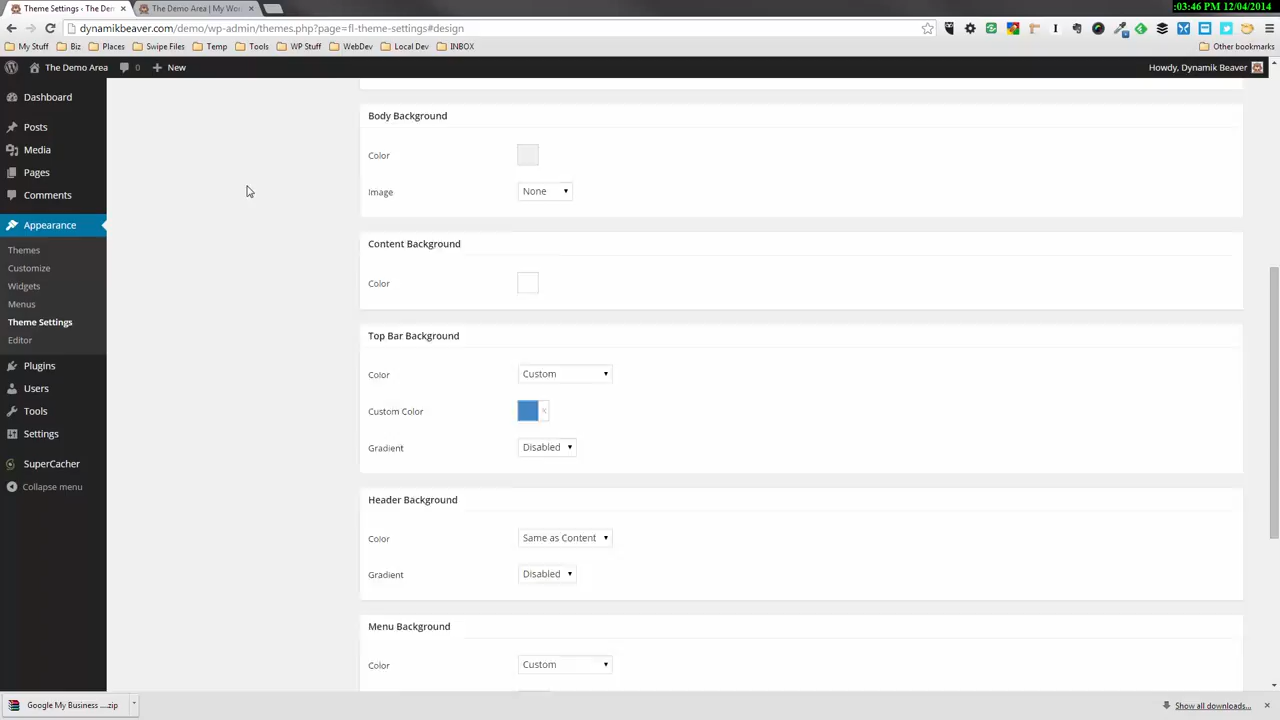 Theme Settings ‹ The De
The Demo Area | My Wor
03:46 PM 12/04/2014
dynamikbeaver.com/demo/wp-admin/themes.php?page=fl-theme-settings#design
My Stuff
Biz
Places
Swipe Files
Temp
Tools
WP Stuff
WebDev
Local Dev
INBOX
Other bookmarks
The Demo Area
0
New
Howdy, Dynamik Beaver
Dashboard
Posts
Media
Pages
Comments
Appearance
Themes
Customize
Widgets
Menus
Theme Settings
Editor
Plugins
Users
Tools
Settings
SuperCacher
Collapse menu
Body Background
Color
Image
None
Content Background
Color
Top Bar Background
Color
Custom
Custom Color
Gradient
Disabled
Header Background
Color
Same as Content
Gradient
Disabled
Menu Background
Color
Custom
Google My Business ....zip
Show all downloads...